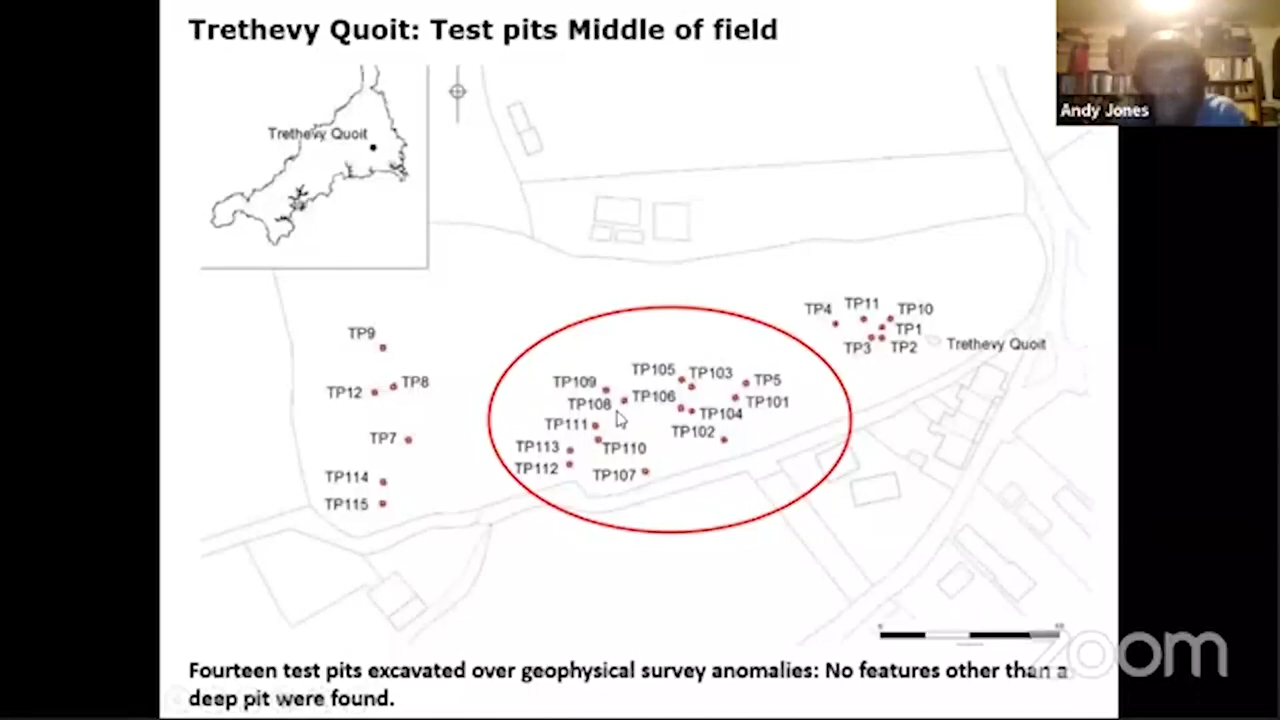 Trethevy Quoit: Test pits Middle of field
Andy Jones
Trethevy Quoit
TP4
TP11
TP10
TP1
TP3
TP2
Trethevy Quoit
TP9
TP12
TP8
TP7
TP114
TP115
TP105
TP103
TP5
TP109
TP106
TP101
TP108
TP104
TP111
TP102
TP113
TP110
TP112
TP107
Fourteen test pits excavated over geophysical survey anomalies: No features other than a
deep pit were found.
zoom